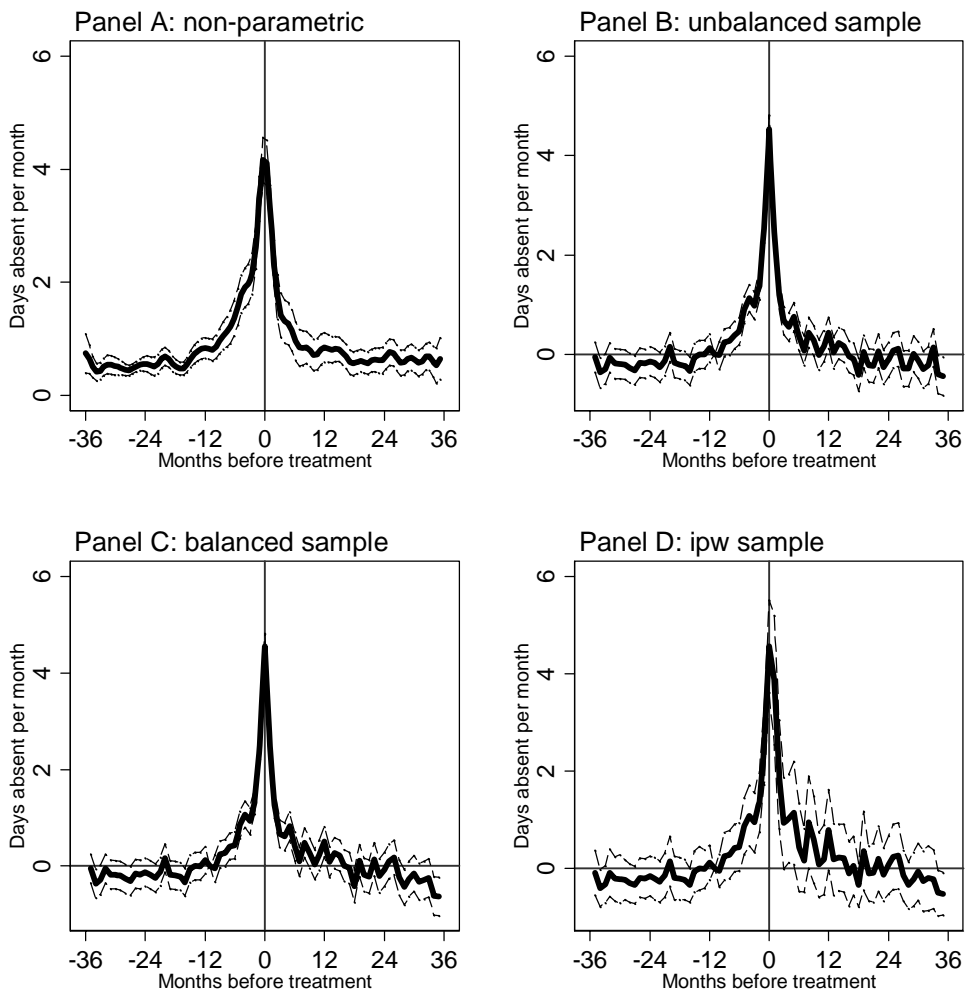 Panel A: non-parametric
Days absent per month
6
4
2
0
-36 -24 -12 0 12 24 36
Months before treatment
Panel B: unbalanced sample
Days absent per month
6
4
2
0
-36 -24 -12 0 12 24 36
Months before treatment
Panel C: balanced sample
Days absent per month
6
4
2
0
-36 -24 -12 0 12 24 36
Months before treatment
Panel D: ipw sample
Days absent per month
6
4
2
0
-36 -24 -12 0 12 24 36
Months before treatment